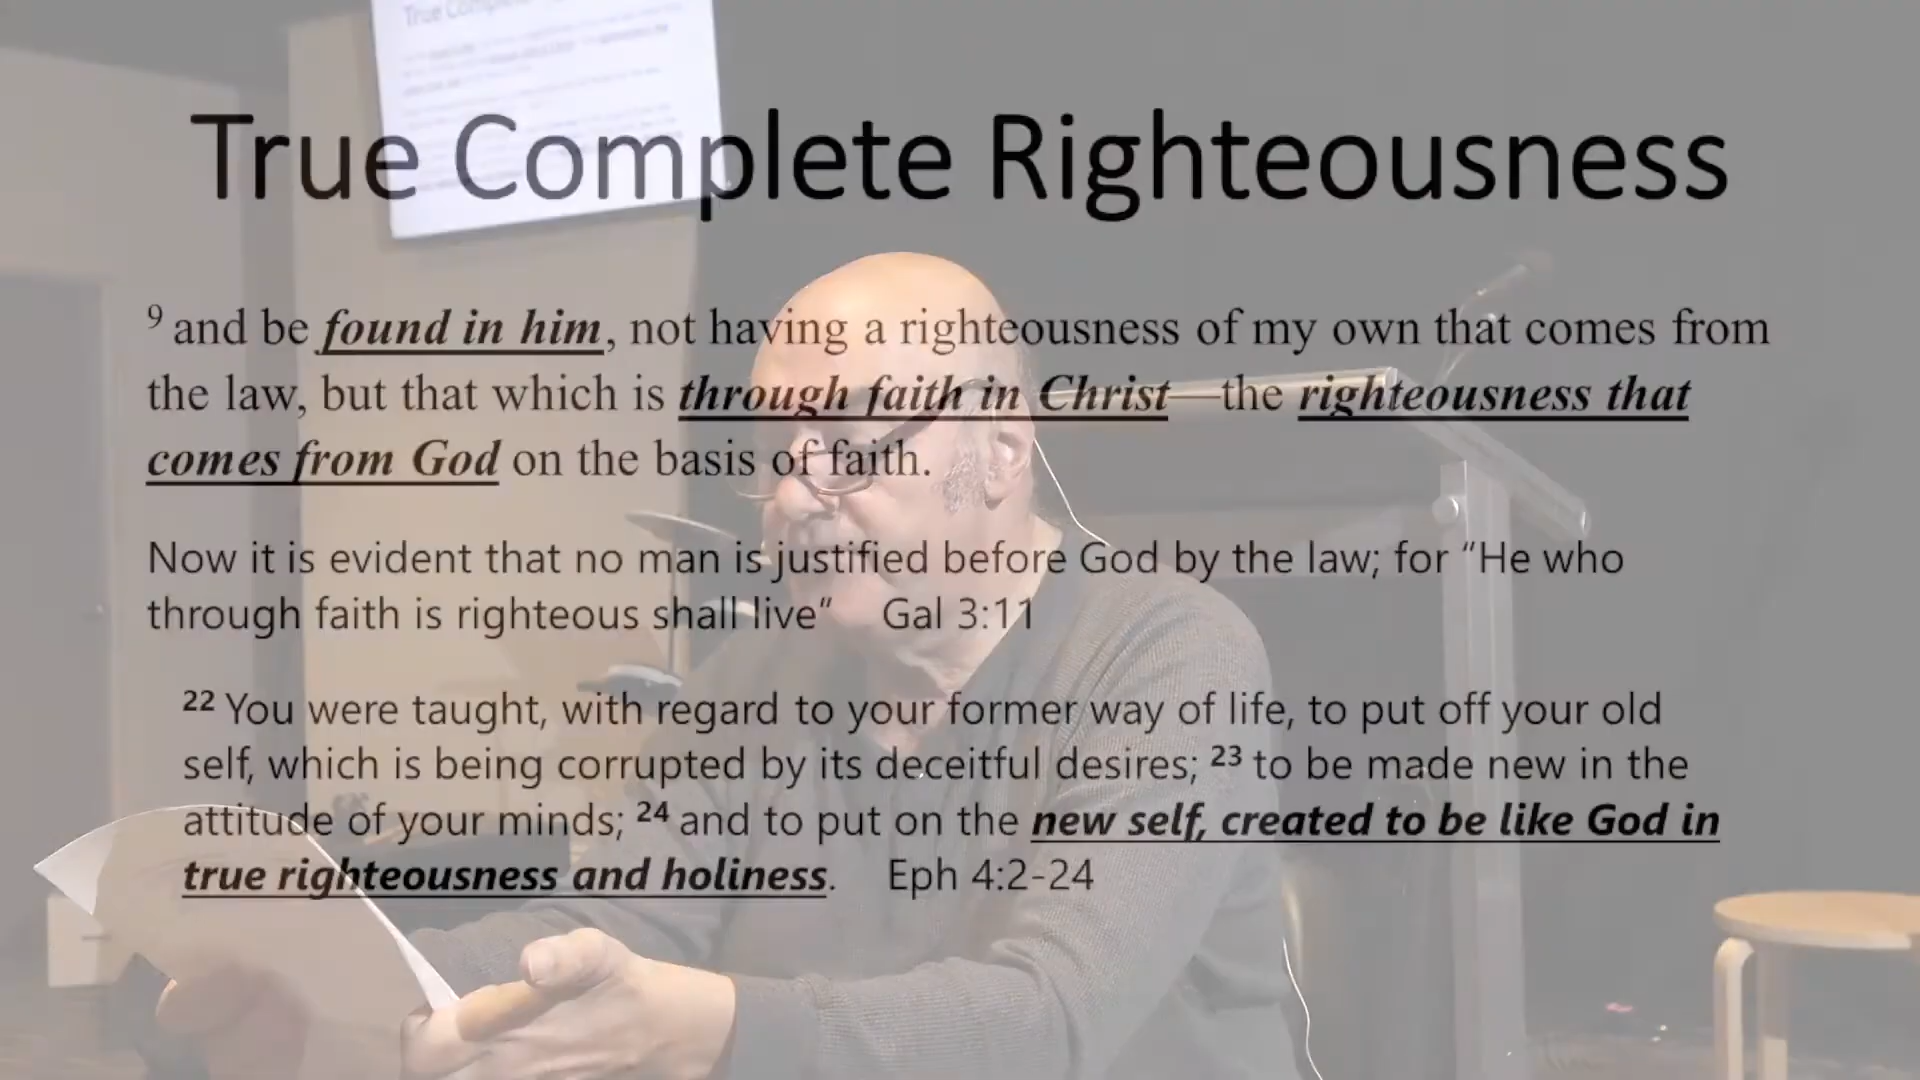 True Comple
True Complete Righteousness
9 and be found in him, not having a righteousness of my own that comes from
the law, but that which is through faith in Christ—the righteousness that
comes from God on the basis of faith.
Now it is evident that no man is justified before God by the law; for “He who
through faith is righteous shall live” Gal 3:11
22 You were taught, with regard to your former way of life, to put off your old
self, which is being corrupted by its deceitful desires; 23 to be made new in the
attitude of your minds; 24 and to put on the new self, created to be like God in
true righteousness and holiness. Eph 4:2-24